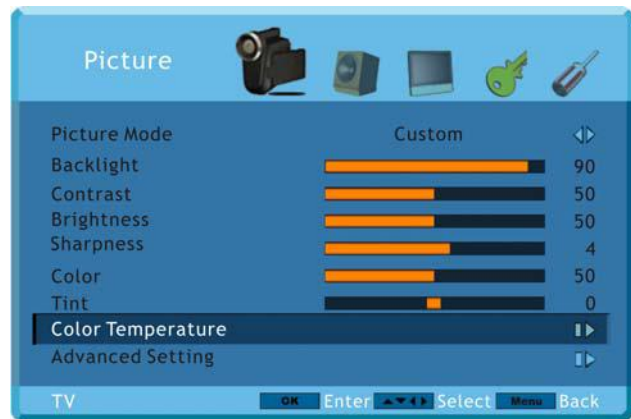 Picture
Picture Mode Custom
Backlight 90
Contrast 50
Brightness 50
Sharpness 4
Color 50
Tint 0
Color Temperature
Advanced Setting
TV OK Enter Select Menu Back